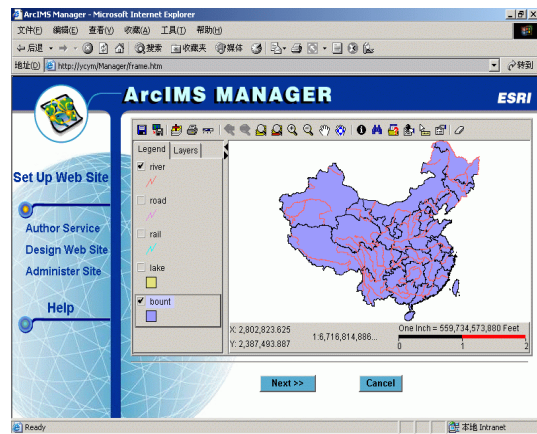 ArcIMS Manager - Microsoft Internet Explorer
文件(F) 编辑(E) 查看(V) 收藏(A) 工具(T) 帮助(H)
后退 搜索 收藏夹 媒体
地址(D) http://ycym/Manager/frame.htm 转到
ArcIMS MANAGER
ESRI
Legend Layers
river
road
rail
lake
bount
Set Up Web Site
Author Service
Design Web Site
Administer Site
Help
X: 2,802,823.625
Y: 2,387,493.887
1:6,716,814,886...
One Inch = 559,734,573,880 Feet
0 1 2
Next >> Cancel
Ready 本地 Intranet